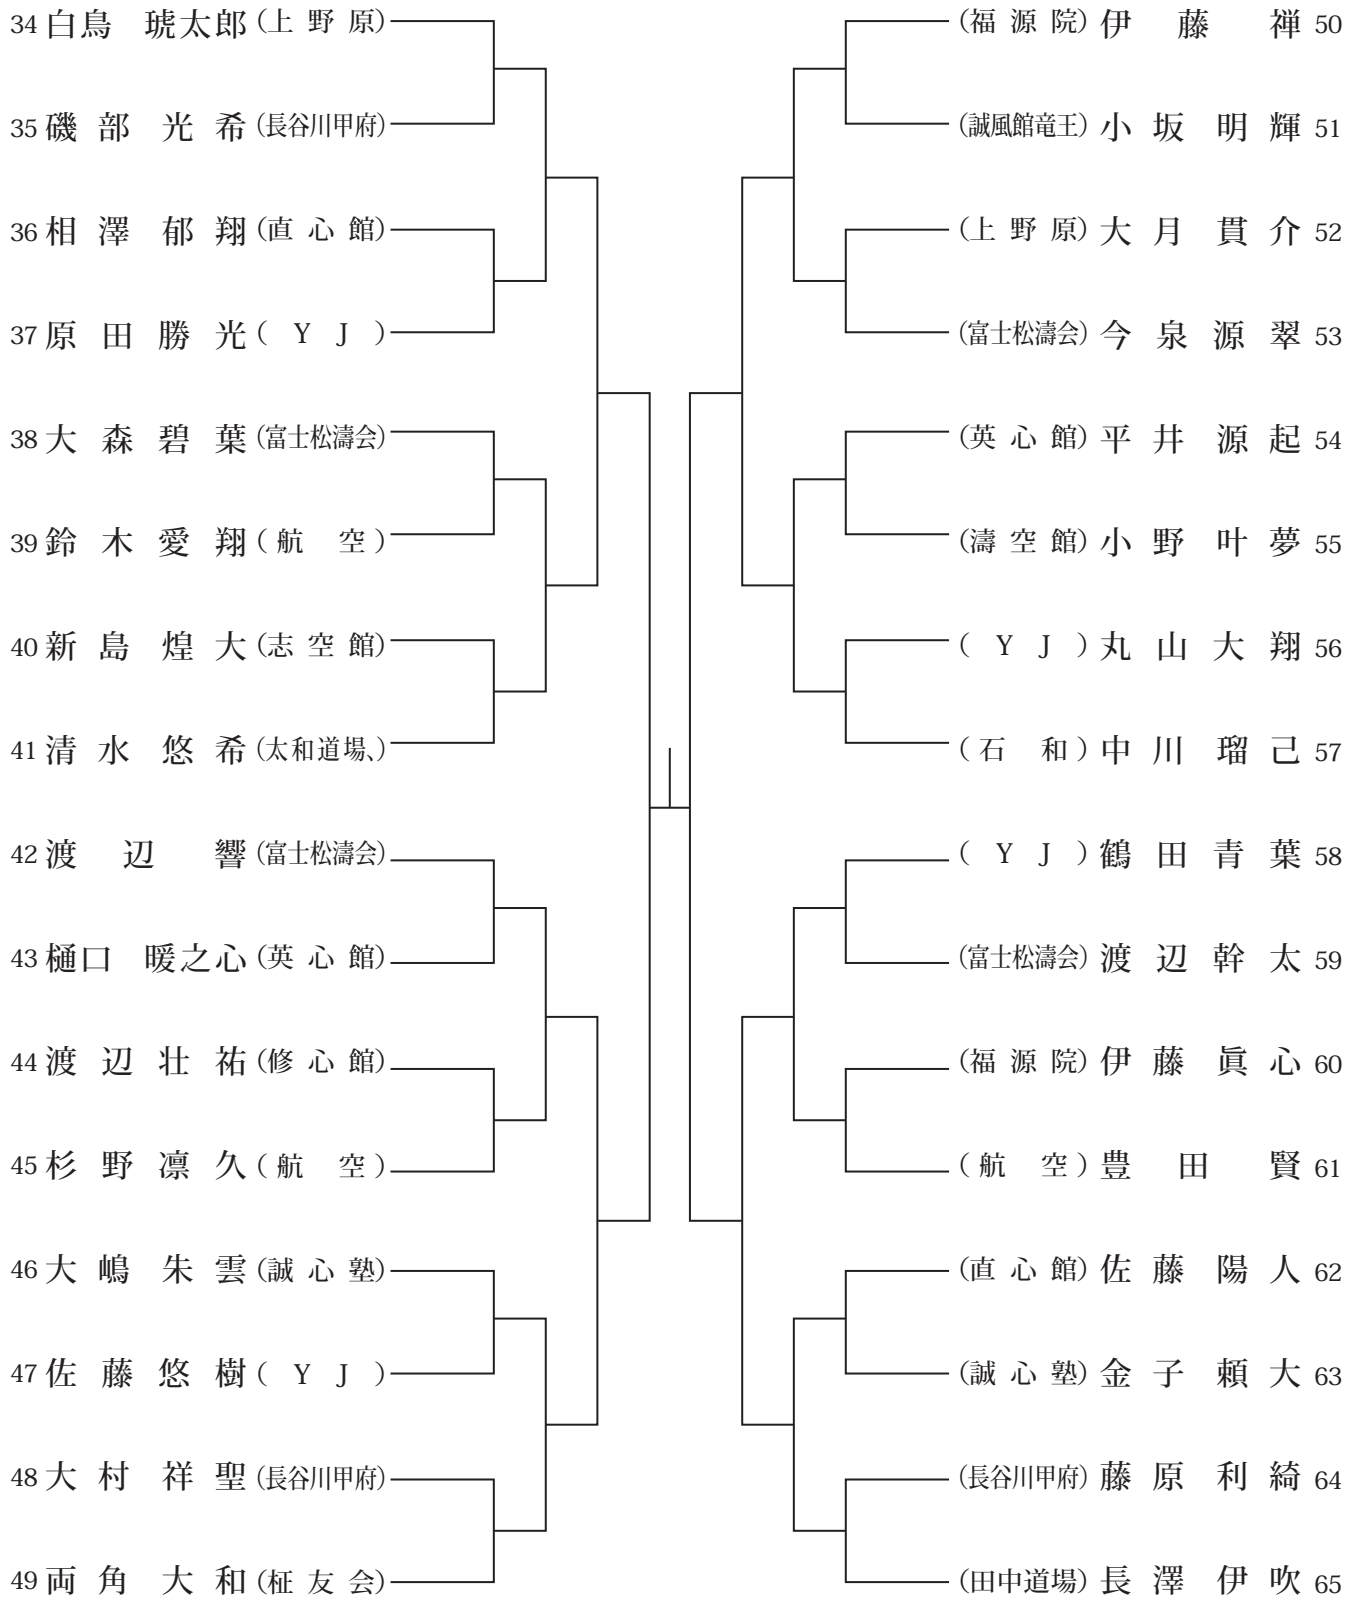 34 白鳥 琥太郎 (上野原)
35 磯部 光希 (長谷川甲府)
36 相澤 郁翔 (直心館)
37 原田勝光 (YJ)
38 大森碧葉 (富士松濤会)
39 鈴木愛翔 (航空)
40 新島 煌大 (志空館)
41 清水 悠希 (太和道場、)
42 渡辺 響 (富士松濤会)
43 樋口 暖之心 (英心館)
44 渡辺壮祐 (修心館)
45 杉野凛久 (航空)
46 大嶋 朱雲 (誠心塾)
47 佐藤悠樹 (YJ)
48 大村 祥聖 (長谷川甲府)
49 両角 大和 (柾友会)
(福源院) 伊藤 禅 50
(誠風館竜王) 小坂 明輝 51
(上野原) 大月 貫介 52
(富士松濤会) 今泉源翠 53
(英心館) 平井 源起 54
(濤空館) 小野 叶夢 55
(YJ) 丸山大翔 56
(石和) 中川 瑠己 57
(YJ) 鶴田青葉 58
(富士松濤会) 渡辺幹太 59
(福源院) 伊藤 眞心 60
(航空) 豊田賢 61
(直心館) 佐藤 陽人 62
(誠心塾) 金子 頼大 63
(長谷川甲府) 藤原 利綺 64
(田中道場) 長澤 伊吹 65